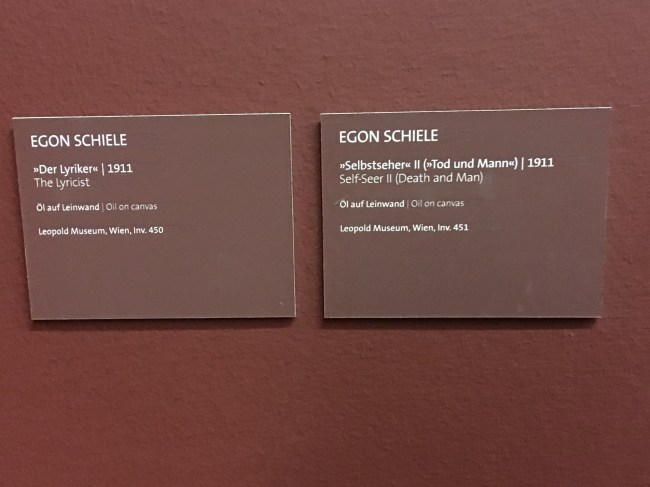 EGON SCHIELE
»Der Lyriker« | 1911
The Lyricist
Öl auf Leinwand | Oil on canvas
Leopold Museum, Wien, Inv. 450
EGON SCHIELE
»Selbstseher« II (»Tod und Mann«) | 1911
Self-Seer II (Death and Man)
Öl auf Leinwand | Oil on canvas
Leopold Museum, Wien, Inv. 451